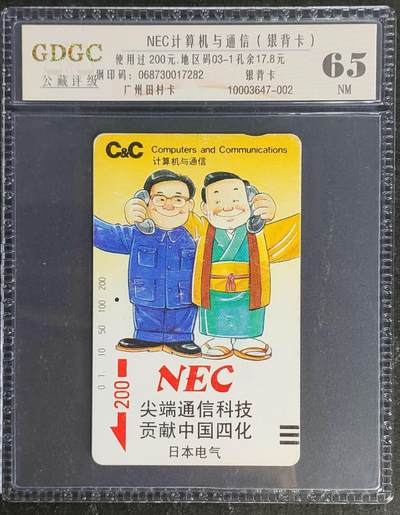 GDGC
公藏评级
NEC计算机与通信（银背卡）
使用过 200元.地区码03-1孔余17.8元
钢印码：068730017282 银背卡
广州田村卡 10003647-002
65
NM
C&C Computers and Communications
计算机与通信
0 1 10 50 100 200
200
NEC
尖端通信科技
贡献中国四化
日本电气